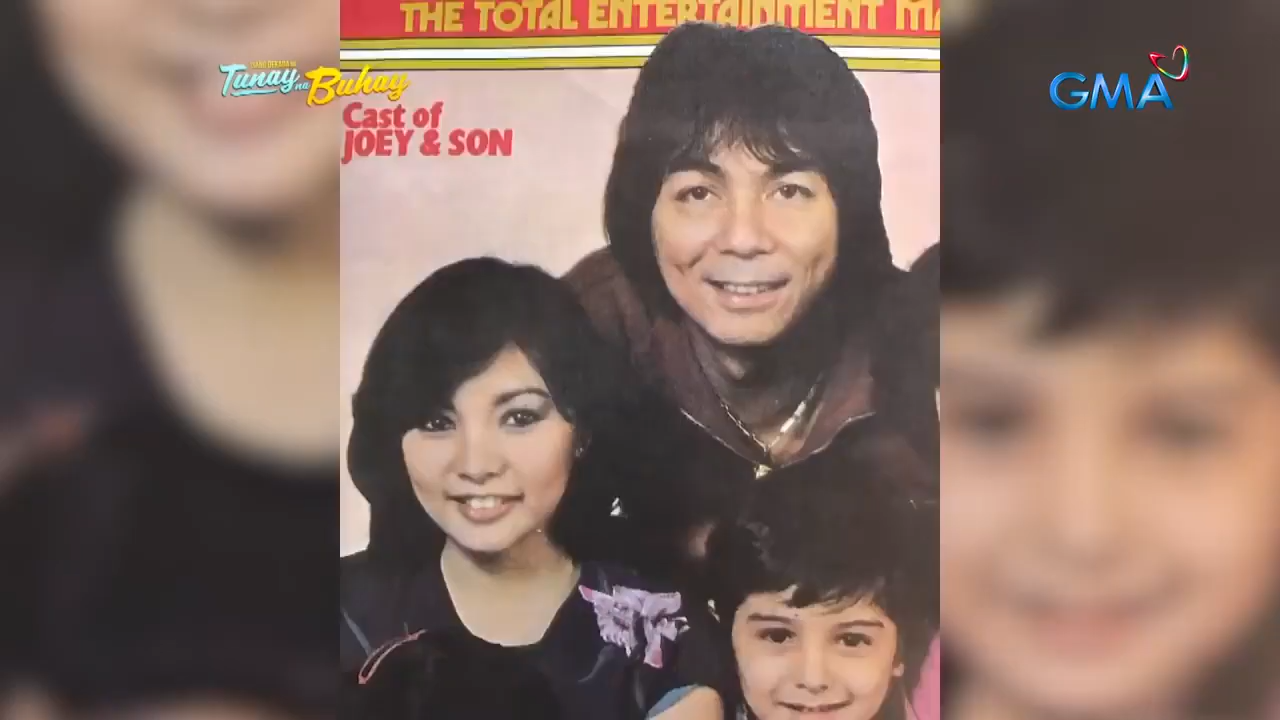 THE TOTAL ENTERTAINMENT MA
Tunay na Buhay
GMA
Cast of
JOEY & SON